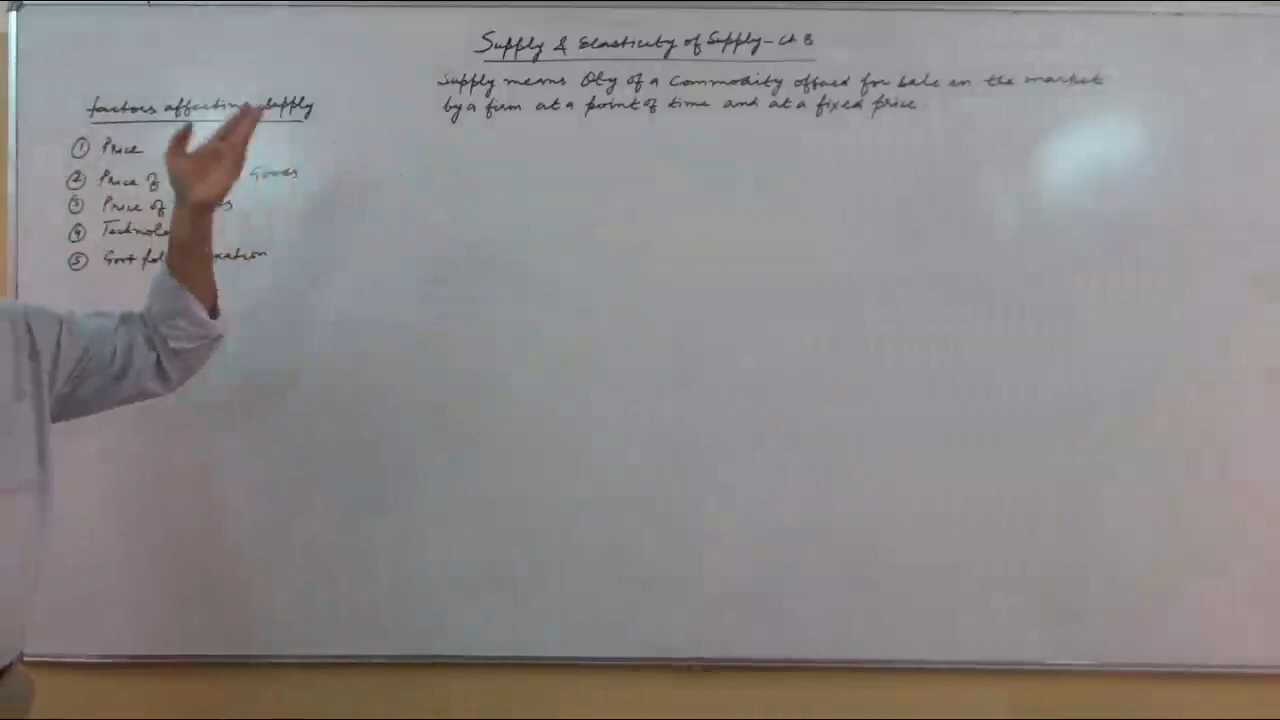 Supply & Elasticity of Supply - Ch 8
Supply means Qty of a Commodity offered for sale in the market
by a firm at a point of time and at a fixed price.
factors affecting Supply
① Price
② Price of Goods
③ Price of
④
⑤ Govt